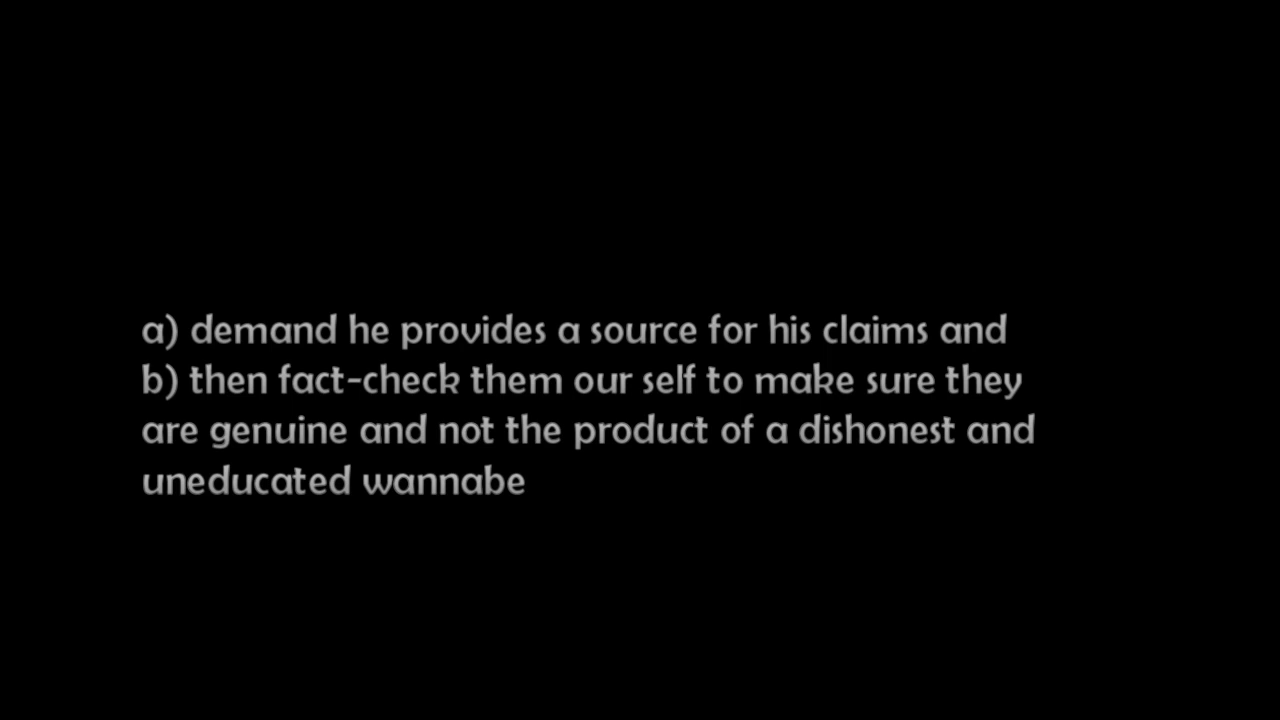 a) demand he provides a source for his claims and
b) then fact-check them our self to make sure they
are genuine and not the product of a dishonest and
uneducated wannabe